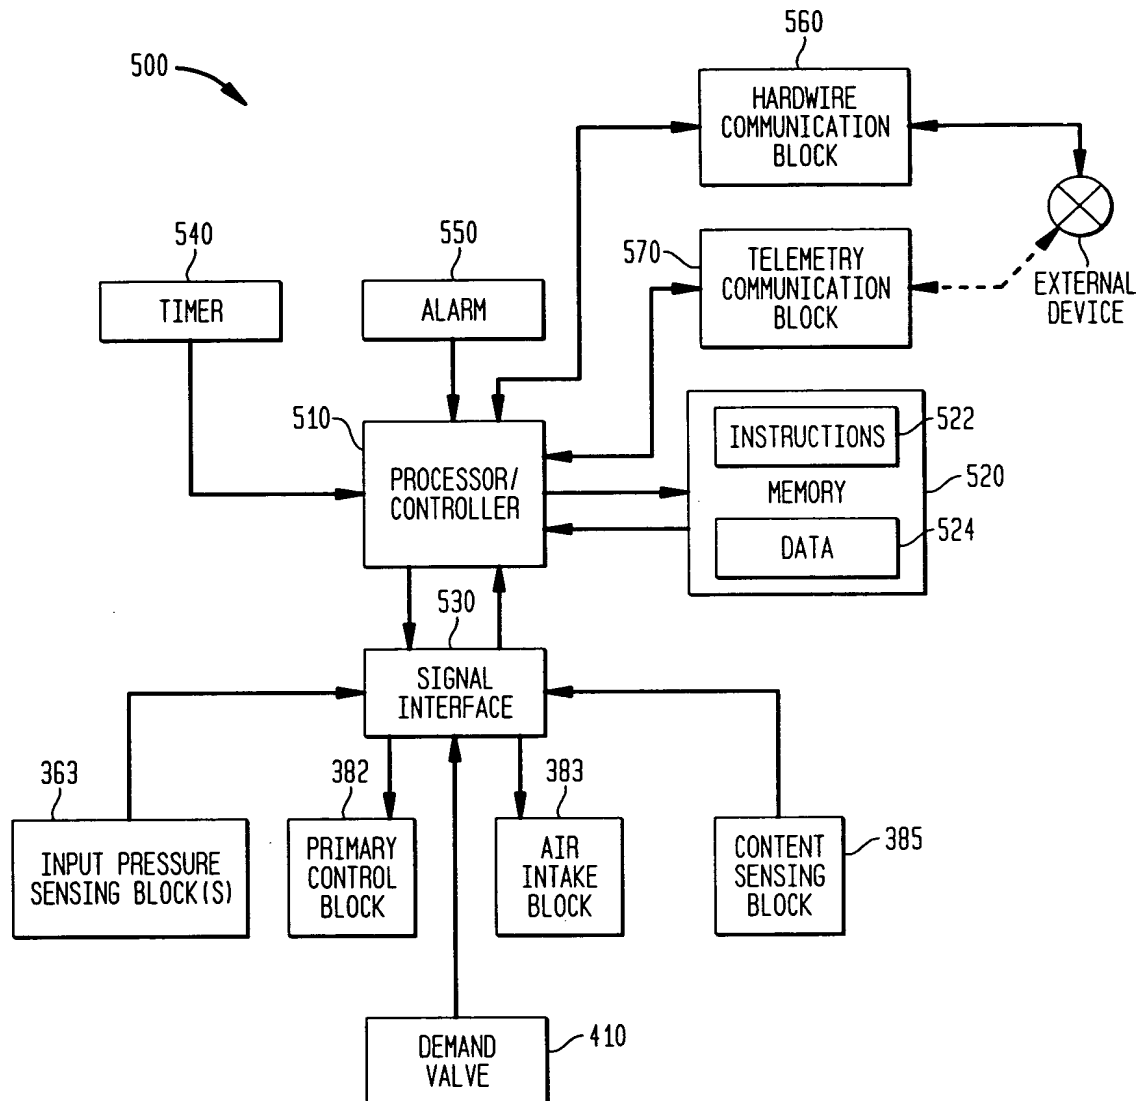 500
560
HARDWIRE
COMMUNICATION
BLOCK
540
TIMER
550
ALARM
570
TELEMETRY
COMMUNICATION
BLOCK
EXTERNAL
DEVICE
510
PROCESSOR/
CONTROLLER
INSTRUCTIONS
522
MEMORY
520
DATA
524
530
SIGNAL
INTERFACE
363
INPUT PRESSURE
SENSING BLOCK(S)
382
PRIMARY
CONTROL
BLOCK
383
AIR
INTAKE
BLOCK
CONTENT
SENSING
BLOCK
385
DEMAND
VALVE
410